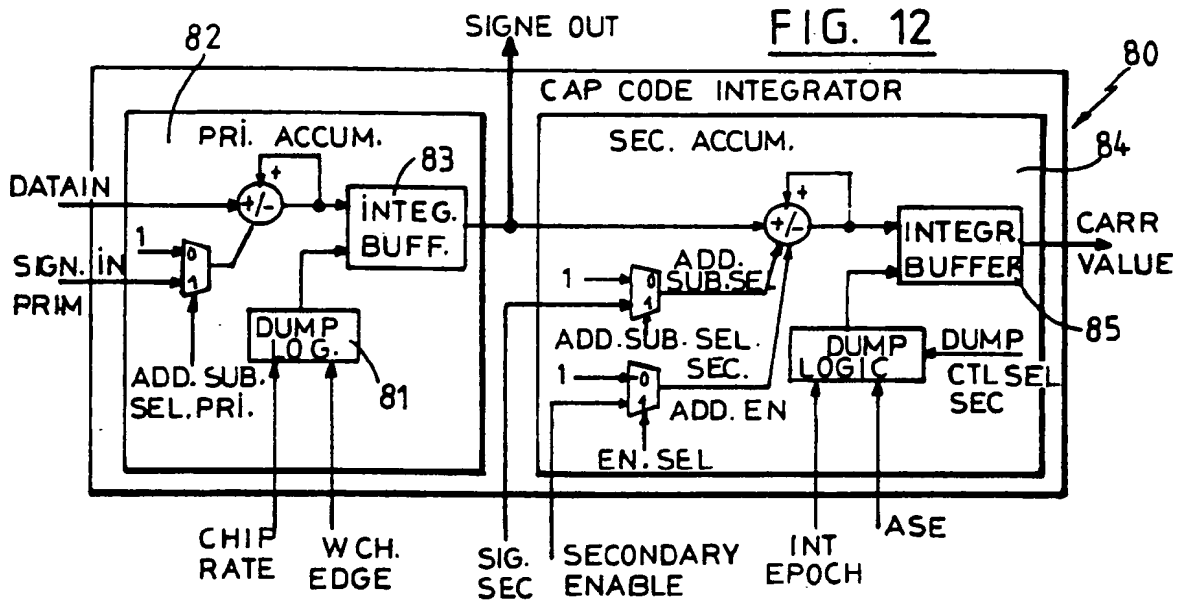 FIG. 12
SIGNE OUT
82
80
CAP CODE INTEGRATOR
PRİ. ACCUM.
+
+/-
83
İNTEG.
BUFF.
DATAIN
1
0
1
SIGN. İN
PRIM
DUMP
LOG.
81
ADD. SUB.
SEL. PRİ.
SEC. ACCUM.
84
+
+/-
INTEGR.
BUFFER
CARR
VALUE
85
ADD.
SUB.SEL
1
0
1
ADD.SUB.SEL.
SEC.
1
0
1
ADD. EN
EN.SEL
DUMP
LOGIC
DUMP
CTL SEL
SEC
CHIP
RATE
W CH.
EDGE
SIG.
SEC
SECONDARY
ENABLE
INT
EPOCH
ASE